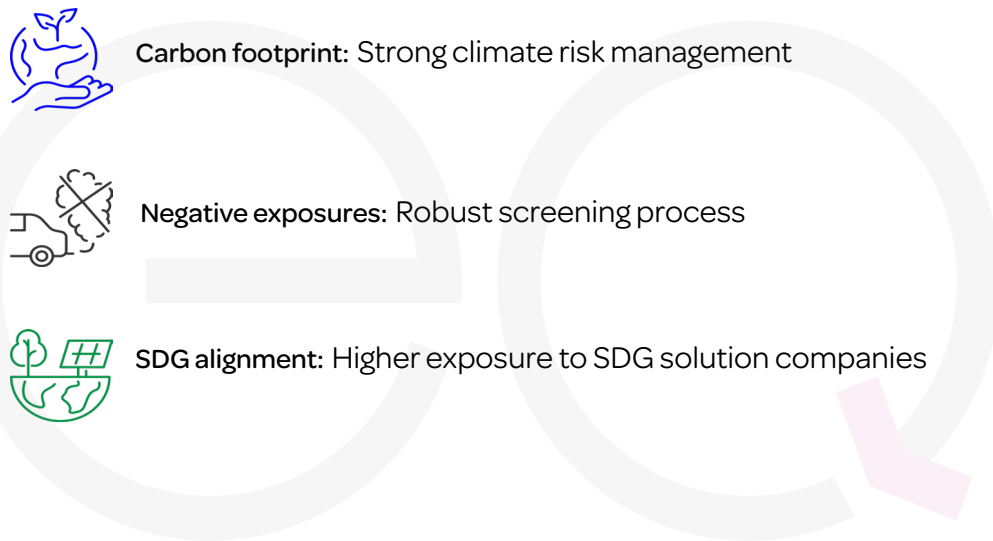 Carbon footprint: Strong climate risk management
Negative exposures: Robust screening process
SDG alignment: Higher exposure to SDG solution companies
eQ